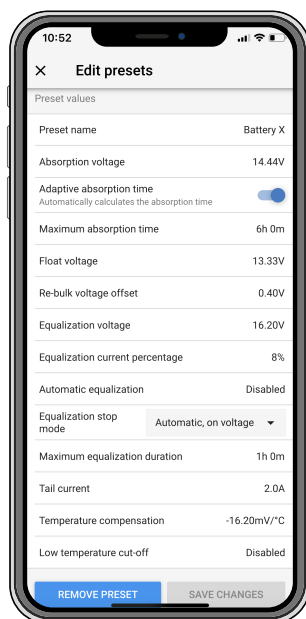 10:52
× Edit presets
Preset values
Preset name Battery X
Absorption voltage 14.44V
Adaptive absorption time
Automatically calculates the absorption time
Maximum absorption time 6h 0m
Float voltage 13.33V
Re-bulk voltage offset 0.40V
Equalization voltage 16.20V
Equalization current percentage 8%
Automatic equalization Disabled
Equalization stop
mode Automatic, on voltage
Maximum equalization duration 1h 0m
Tail current 2.0A
Temperature compensation -16.20mV/°C
Low temperature cut-off Disabled
REMOVE PRESET SAVE CHANGES